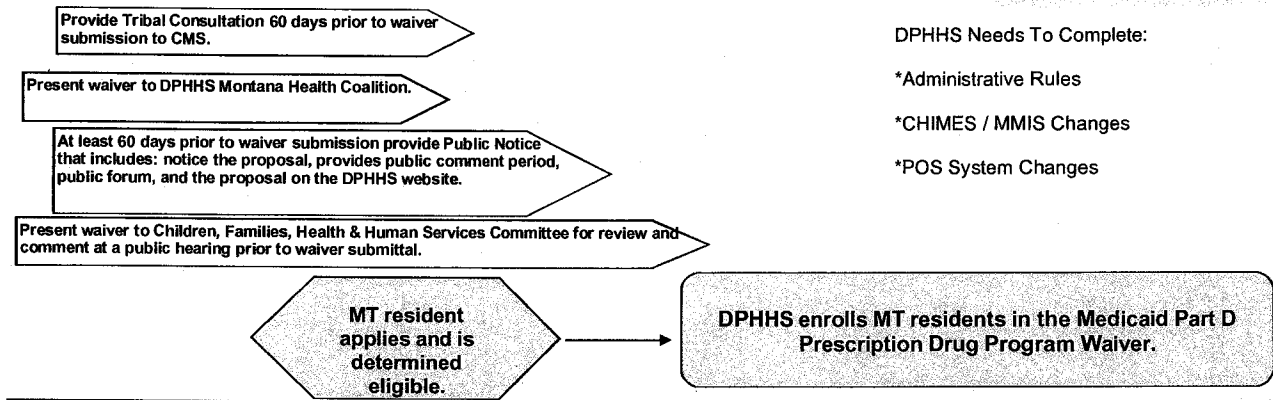 Provide Tribal Consultation 60 days prior to waiver
submission to CMS.
Present waiver to DPHHS Montana Health Coalition.
At least 60 days prior to waiver submission provide Public Notice
that includes: notice the proposal, provides public comment period,
public forum, and the proposal on the DPHHS website.
Present waiver to Children, Families, Health & Human Services Committee for review and
comment at a public hearing prior to waiver submittal.
DPHHS Needs To Complete:
*Administrative Rules
*CHIMES / MMIS Changes
*POS System Changes
MT resident
applies and is
determined
eligible.
DPHHS enrolls MT residents in the Medicaid Part D
Prescription Drug Program Waiver.